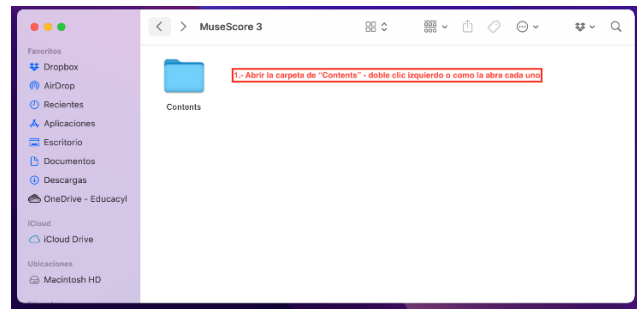 MuseScore 3
Favoritos
Dropbox
AirDrop
Recientes
Aplicaciones
Escritorio
Documentos
Descargas
OneDrive - Educacyl
iCloud
iCloud Drive
Ubicaciones
Macintosh HD
1.- Abrir la carpeta de “Contents” - doble clic izquierdo o como la abra cada uno
Contents